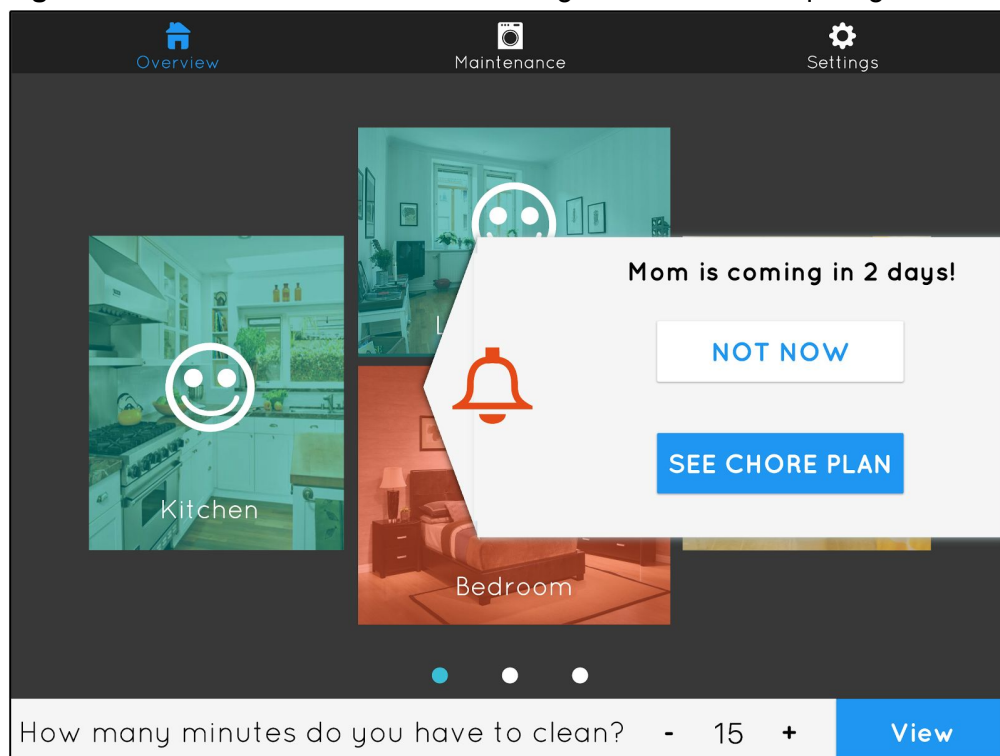 Overview
Maintenance
Settings
Mom is coming in 2 days!
NOT NOW
SEE CHORE PLAN
Kitchen
Bedroom
How many minutes do you have to clean? - 15 +
View